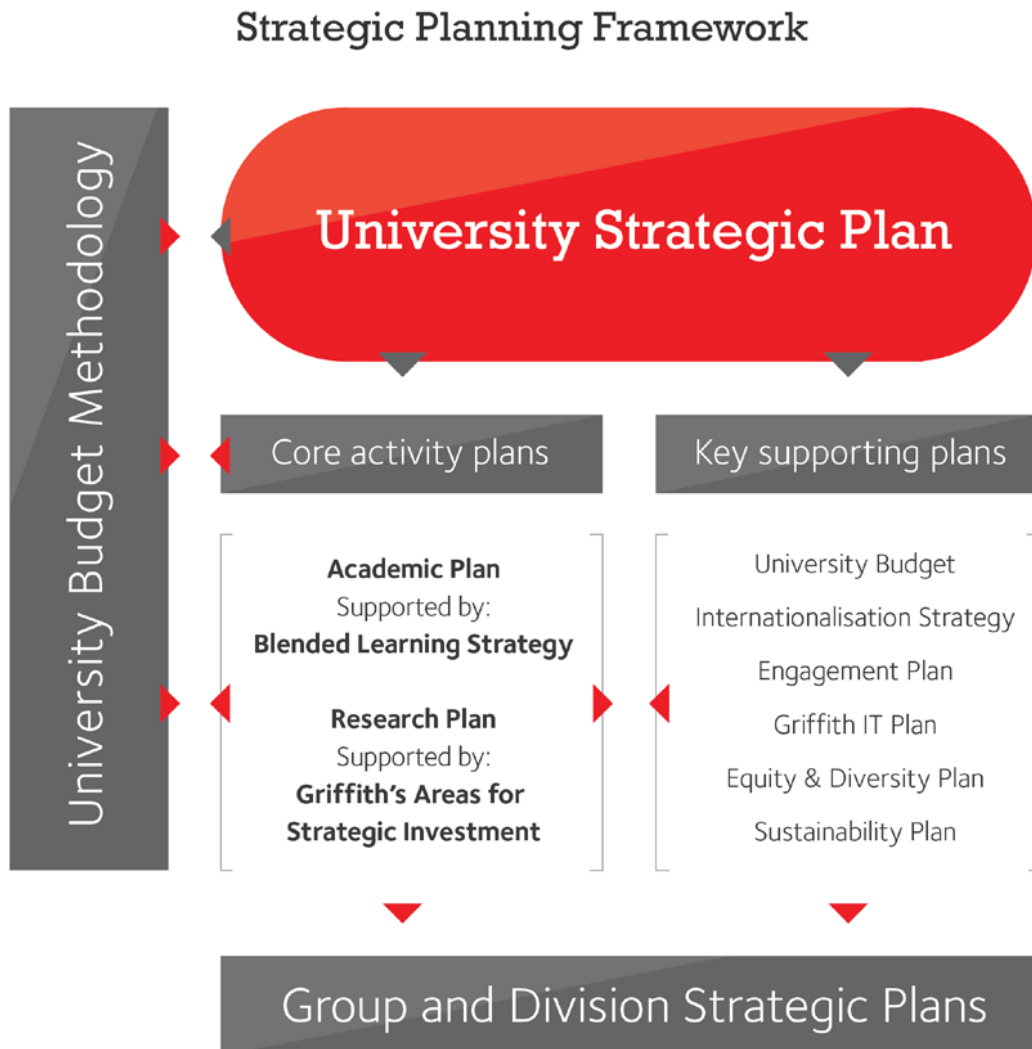 Strategic Planning Framework
University Budget Methodology
University Strategic Plan
Core activity plans
Academic Plan
Supported by:
Blended Learning Strategy
Research Plan
Supported by:
Griffith's Areas for
Strategic Investment
Key supporting plans
University Budget
Internationalisation Strategy
Engagement Plan
Griffith IT Plan
Equity & Diversity Plan
Sustainability Plan
Group and Division Strategic Plans